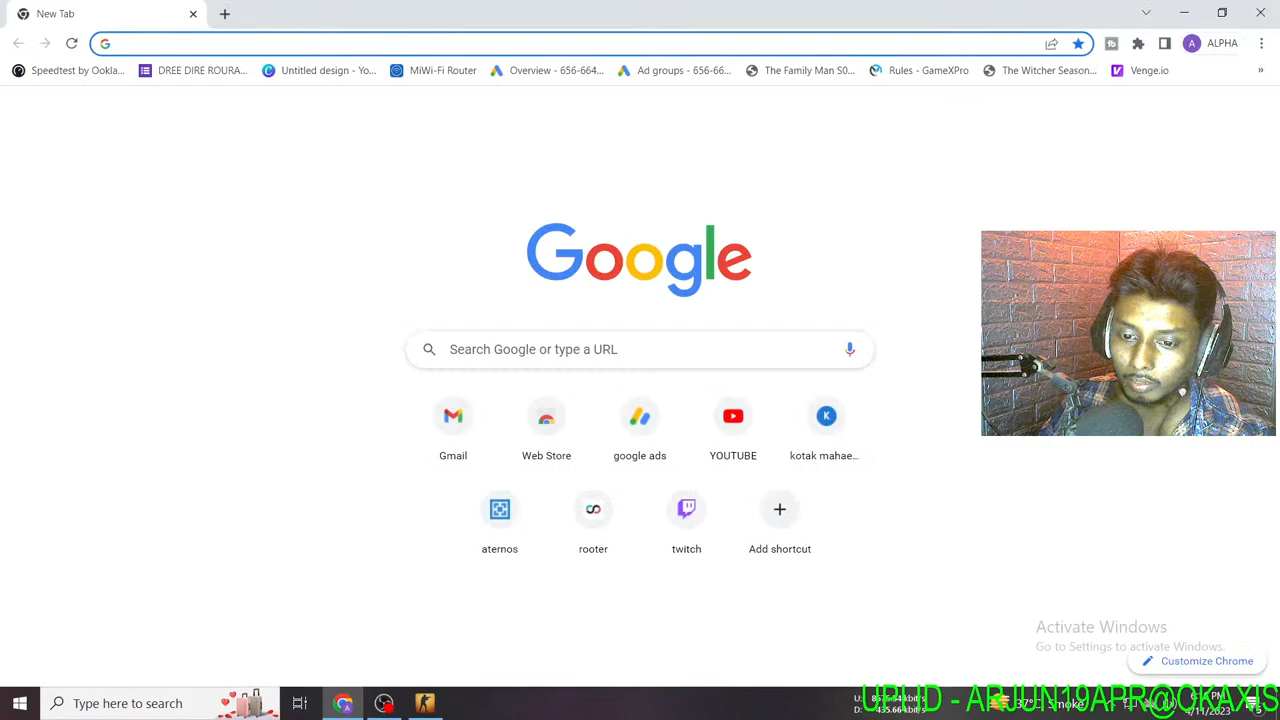 New Tab
ALPHA
Speedtest by Ookla...
DREE DIRE ROURA...
Untitled design - Yo...
MiWi-Fi Router
Overview - 656-664...
Ad groups - 656-66...
The Family Man S0...
Rules - GameXPro
The Witcher Season...
Venge.io
»
Google
Search Google or type a URL
Gmail
Web Store
google ads
YOUTUBE
K
kotak mahae...
aternos
rooter
twitch
Add shortcut
Activate Windows
Go to Settings to activate Windows.
Customize Chrome
Type here to search
U:
D:
37°
Smoke
UPI ID - ARJUN19APR@OKAXIS